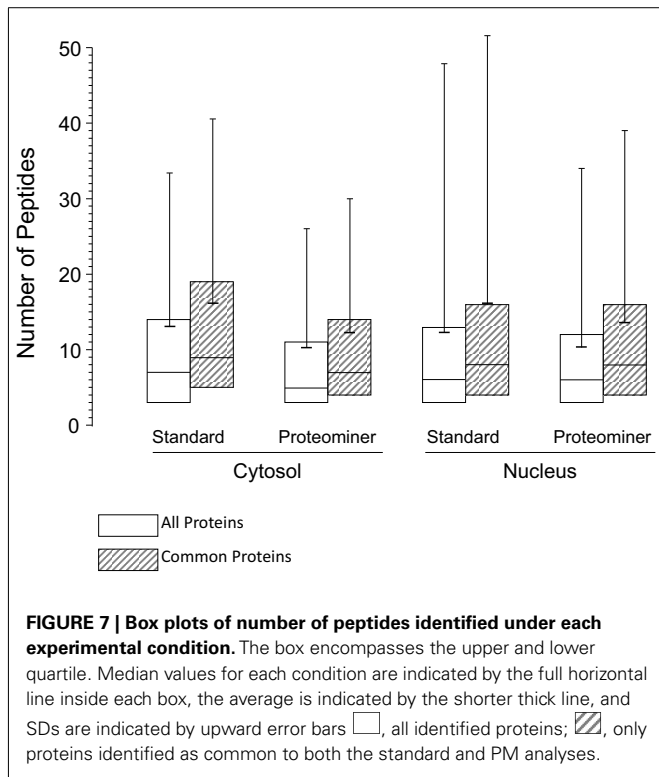 50
40
30
20
10
0
Number of Peptides
Standard Proteominer Standard Proteominer
Cytosol Nucleus
All Proteins
Common Proteins
FIGURE 7 | Box plots of number of peptides identified under each
experimental condition. The box encompasses the upper and lower
quartile. Median values for each condition are indicated by the full horizontal
line inside each box, the average is indicated by the shorter thick line, and
SDs are indicated by upward error bars , all identified proteins; , only
proteins identified as common to both the standard and PM analyses.